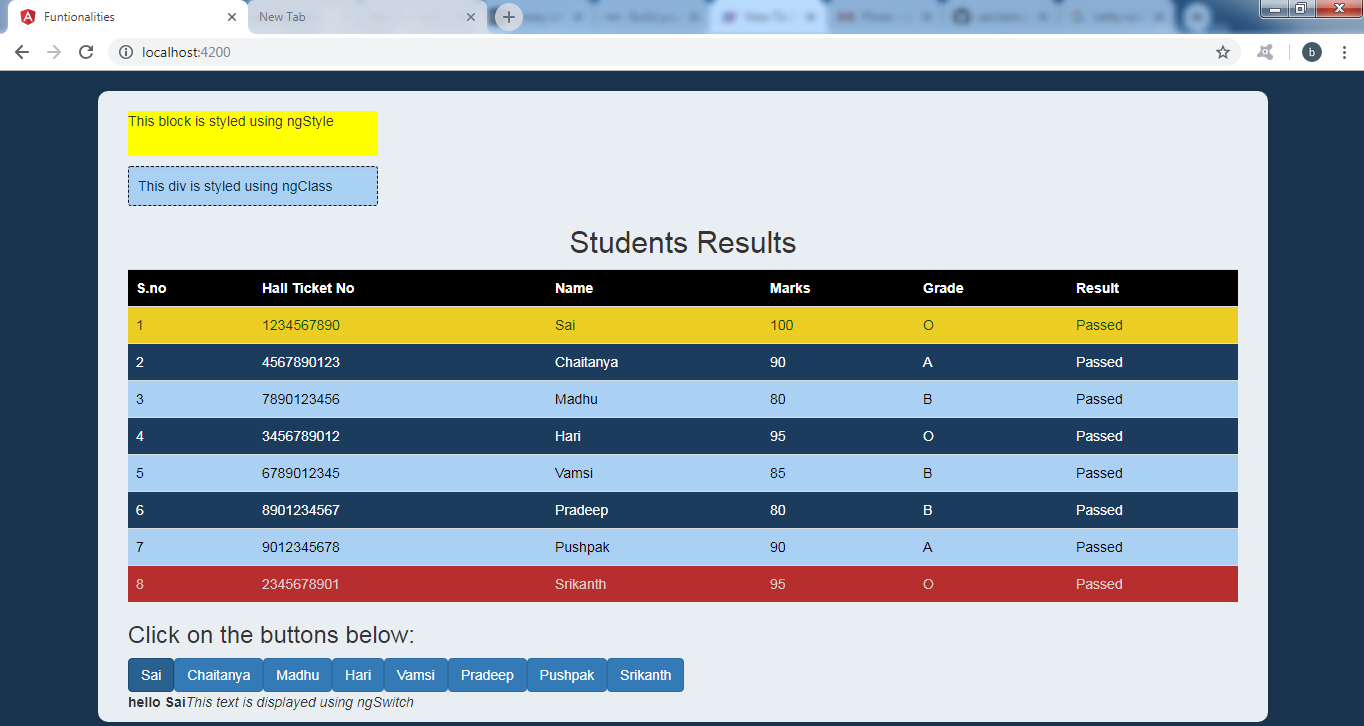 Funtionalities
New Tab
localhost:4200
b
This block is styled using ngStyle
This div is styled using ngClass
Students Results
S.no Hall Ticket No Name Marks Grade Result
1 1234567890 Sai 100 O Passed
2 4567890123 Chaitanya 90 A Passed
3 7890123456 Madhu 80 B Passed
4 3456789012 Hari 95 O Passed
5 6789012345 Vamsi 85 B Passed
6 8901234567 Pradeep 80 B Passed
7 9012345678 Pushpak 90 A Passed
8 2345678901 Srikanth 95 O Passed
Click on the buttons below:
Sai Chaitanya Madhu Hari Vamsi Pradeep Pushpak Srikanth
hello SaiThis text is displayed using ngSwitch